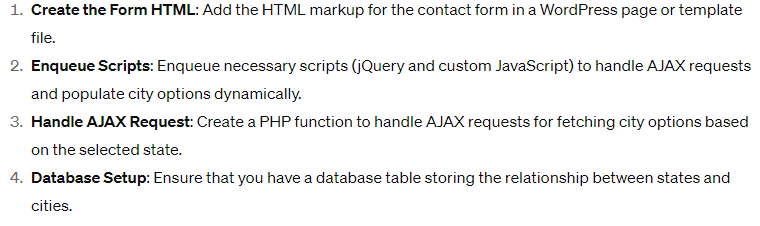 1. Create the Form HTML: Add the HTML markup for the contact form in a WordPress page or template
file.
2. Enqueue Scripts: Enqueue necessary scripts (jQuery and custom JavaScript) to handle AJAX requests
and populate city options dynamically.
3. Handle AJAX Request: Create a PHP function to handle AJAX requests for fetching city options based
on the selected state.
4. Database Setup: Ensure that you have a database table storing the relationship between states and
cities.